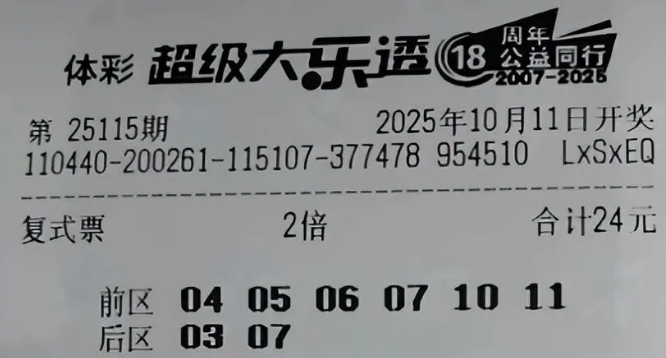 体彩 超级大乐透 18 周年
公益同行
2007-2025
第 25115期 2025年10月11日开奖
110440-200261-115107-377478 954510 LxSxEQ
复式票 2倍 合计24元
前区 04 05 06 07 10 11
后区 03 07